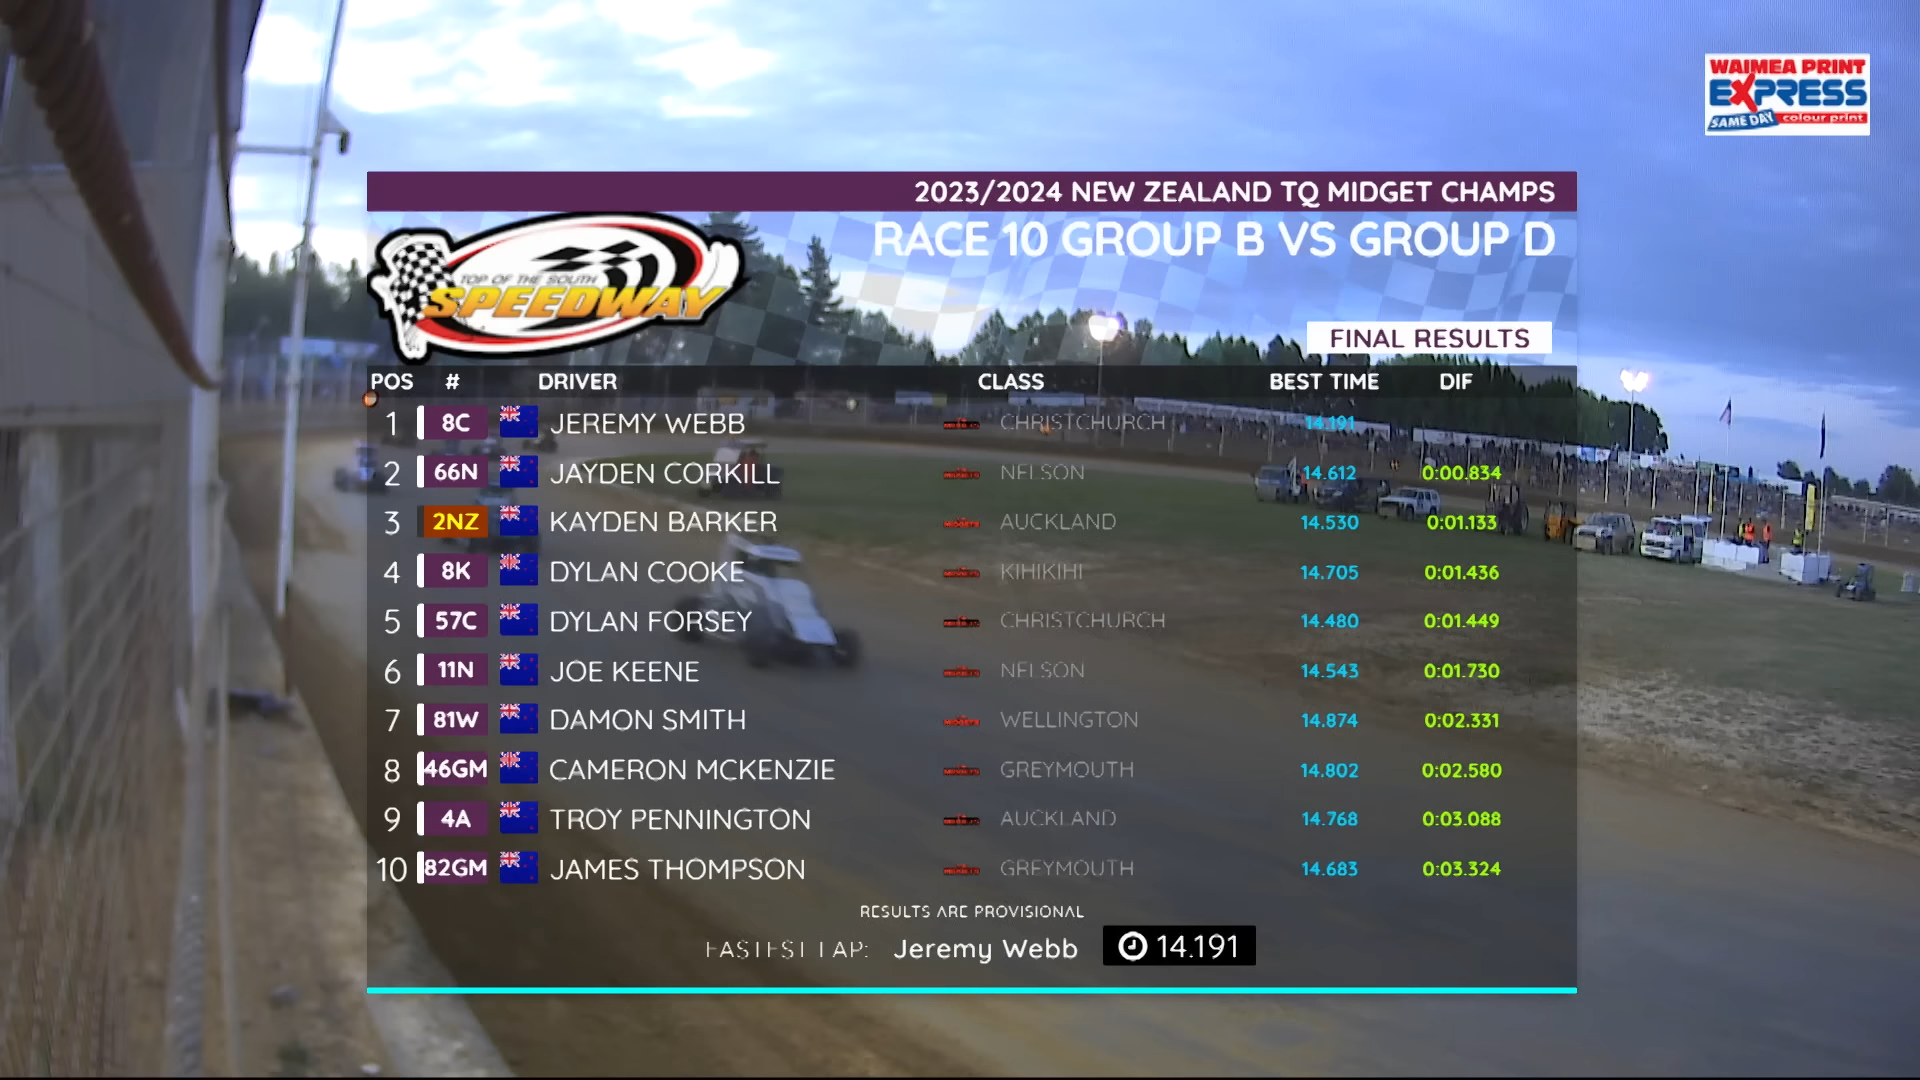 WAIMEA PRINT
EXPRESS
SAME DAY colour print
2023/2024 NEW ZEALAND TQ MIDGET CHAMPS
RACE 10 GROUP B VS GROUP D
TOP OF THE SOUTH
SPEEDWAY
FINAL RESULTS
POS # DRIVER CLASS BEST TIME DIF
1 8C JEREMY WEBB CHRISTCHURCH 14.191
2 66N JAYDEN CORKILL NELSON 14.612 0:00.834
3 2NZ KAYDEN BARKER AUCKLAND 14.530 0:01.133
4 8K DYLAN COOKE KIHIKIHI 14.705 0:01.436
5 57C DYLAN FORSEY CHRISTCHURCH 14.480 0:01.449
6 11N JOE KEENE NELSON 14.543 0:01.730
7 81W DAMON SMITH WELLINGTON 14.874 0:02.331
8 46GM CAMERON MCKENZIE GREYMOUTH 14.802 0:02.580
9 4A TROY PENNINGTON AUCKLAND 14.768 0:03.088
10 82GM JAMES THOMPSON GREYMOUTH 14.683 0:03.324
RESULTS ARE PROVISIONAL
FASTEST LAP: Jeremy Webb 14.191